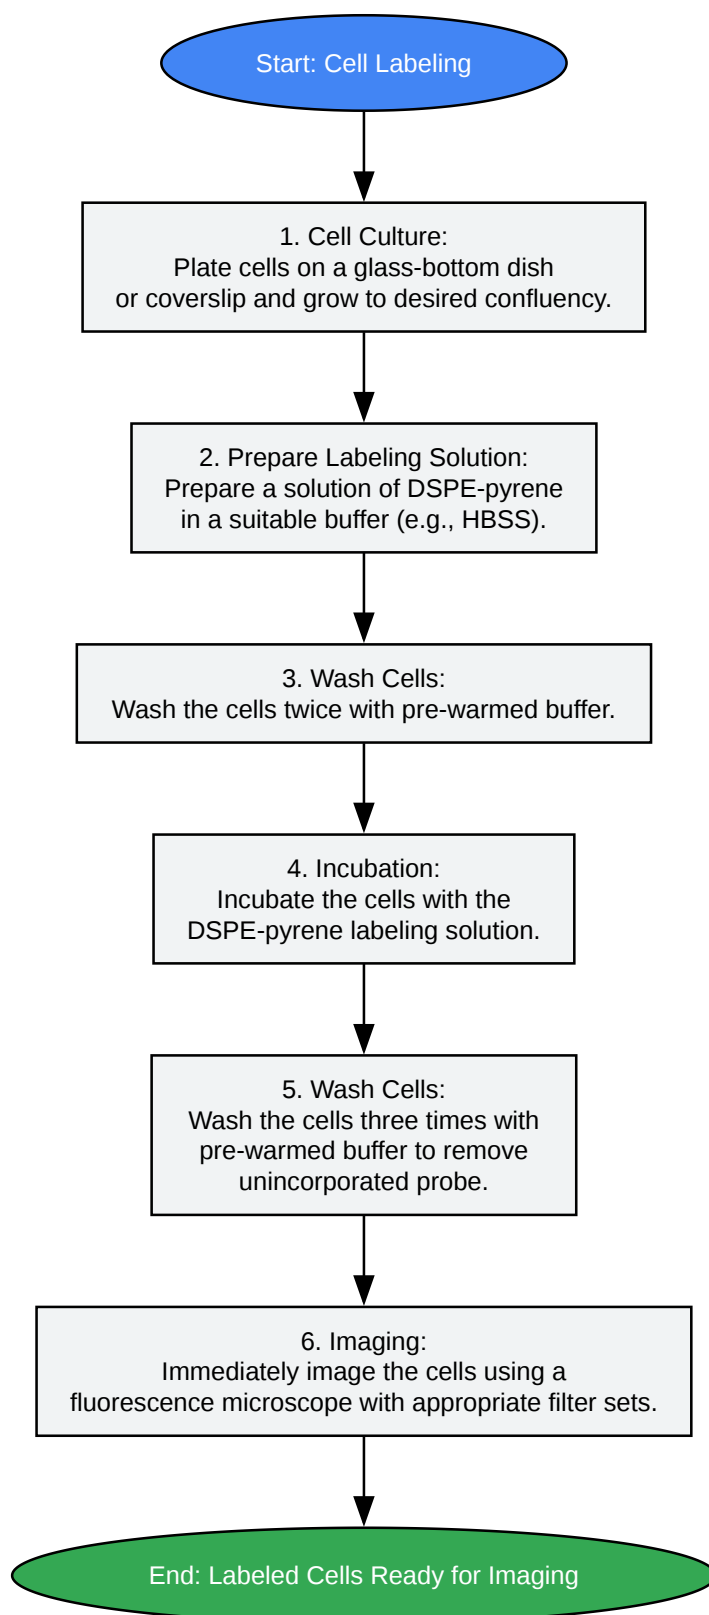 Start: Cell Labeling
1. Cell Culture:
Plate cells on a glass-bottom dish
or coverslip and grow to desired confluency.
2. Prepare Labeling Solution:
Prepare a solution of DSPE-pyrene
in a suitable buffer (e.g., HBSS).
3. Wash Cells:
Wash the cells twice with pre-warmed buffer.
4. Incubation:
Incubate the cells with the
DSPE-pyrene labeling solution.
5. Wash Cells:
Wash the cells three times with
pre-warmed buffer to remove
unincorporated probe.
6. Imaging:
Immediately image the cells using a
fluorescence microscope with appropriate filter sets.
End: Labeled Cells Ready for Imaging